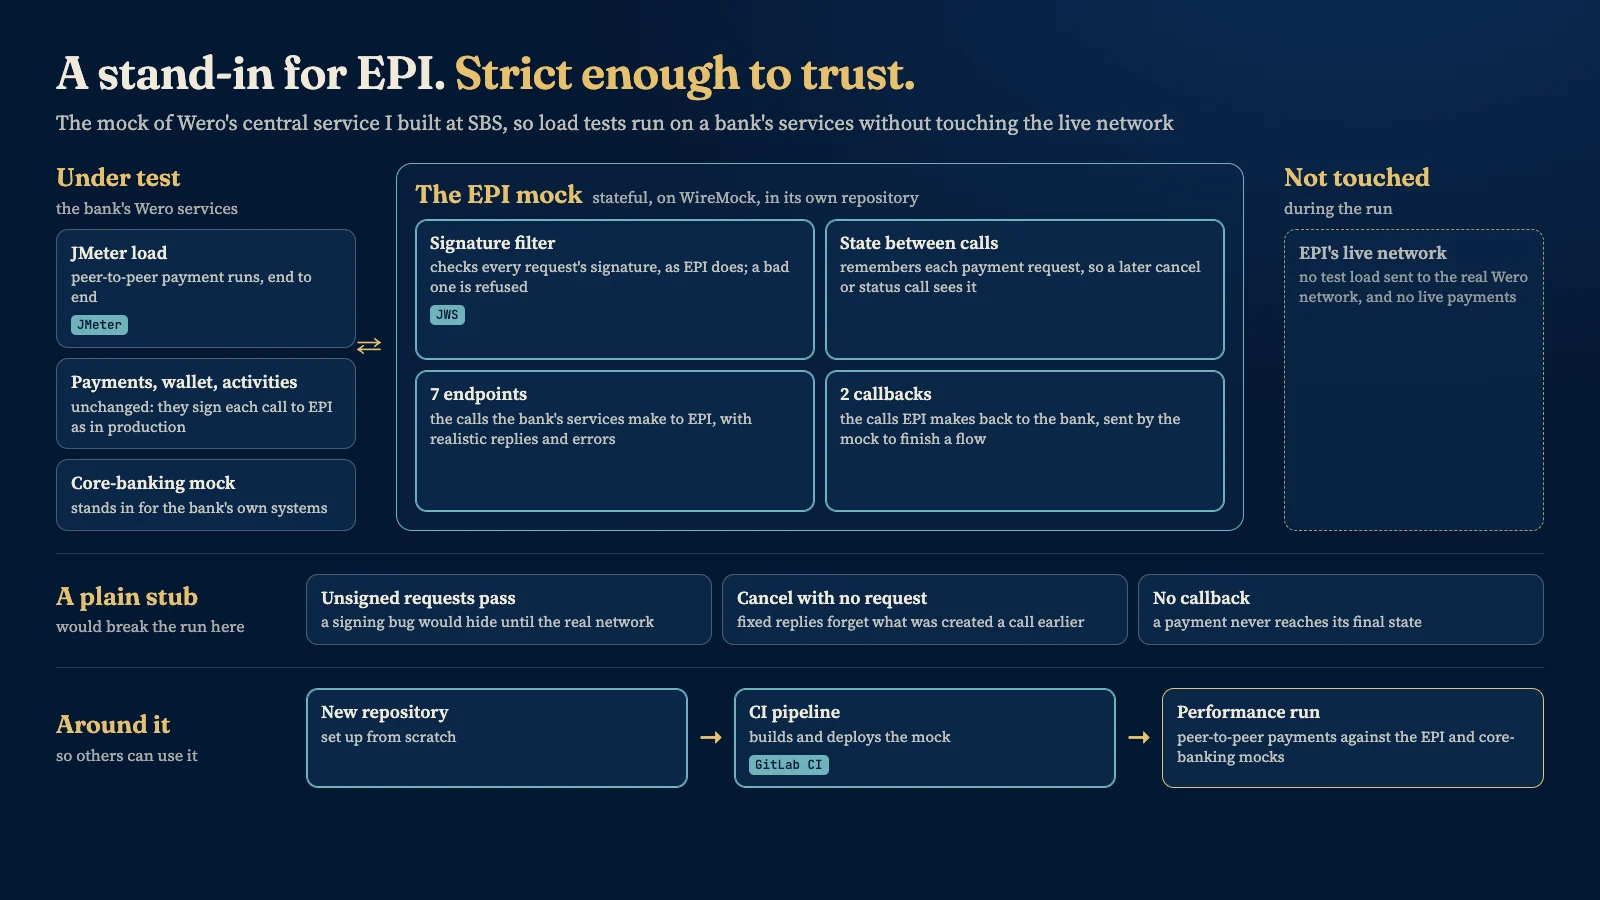 A stand-in for EPI. Strict enough to trust.
The mock of Wero's central service I built at SBS, so load tests run on a bank's services without touching the live network
Under test
the bank's Wero services
JMeter load
peer-to-peer payment runs, end to
end
JMeter
Payments, wallet, activities
unchanged: they sign each call to EPI
as in production
Core-banking mock
stands in for the bank's own systems
⇄
The EPI mock stateful, on WireMock, in its own repository
Signature filter
checks every request's signature, as EPI does; a bad
one is refused
JWS
State between calls
remembers each payment request, so a later cancel
or status call sees it
7 endpoints
the calls the bank's services make to EPI, with
realistic replies and errors
2 callbacks
the calls EPI makes back to the bank, sent by the
mock to finish a flow
Not touched
during the run
EPI's live network
no test load sent to the real Wero
network, and no live payments
A plain stub
would break the run here
Unsigned requests pass
a signing bug would hide until the real network
Cancel with no request
fixed replies forget what was created a call earlier
No callback
a payment never reaches its final state
Around it
so others can use it
New repository
set up from scratch
→
CI pipeline
builds and deploys the mock
GitLab CI
→
Performance run
peer-to-peer payments against the EPI and core-
banking mocks